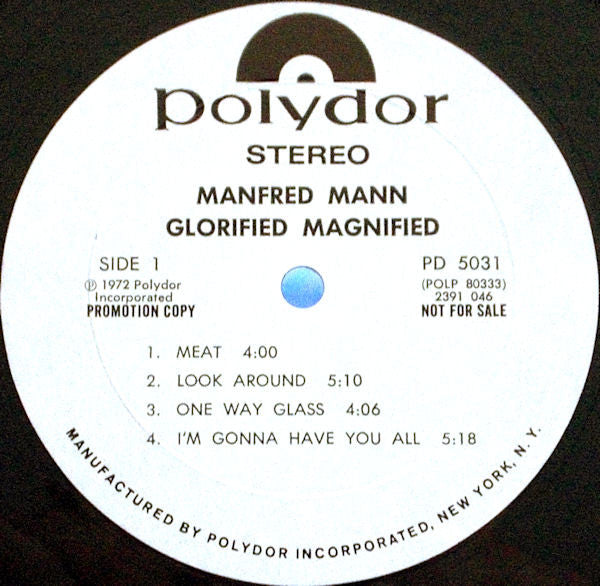 polydor
STEREO
MANFRED MANN
GLORIFIED MAGNIFIED
SIDE 1
℗ 1972 Polydor
Incorporated
PROMOTION COPY
PD 5031
(POLP 80333)
2391 046
NOT FOR SALE
1. MEAT 4:00
2. LOOK AROUND 5:10
3. ONE WAY GLASS 4:06
4. I'M GONNA HAVE YOU ALL 5:18
MANUFACTURED BY POLYDOR INCORPORATED, NEW YORK, N. Y.